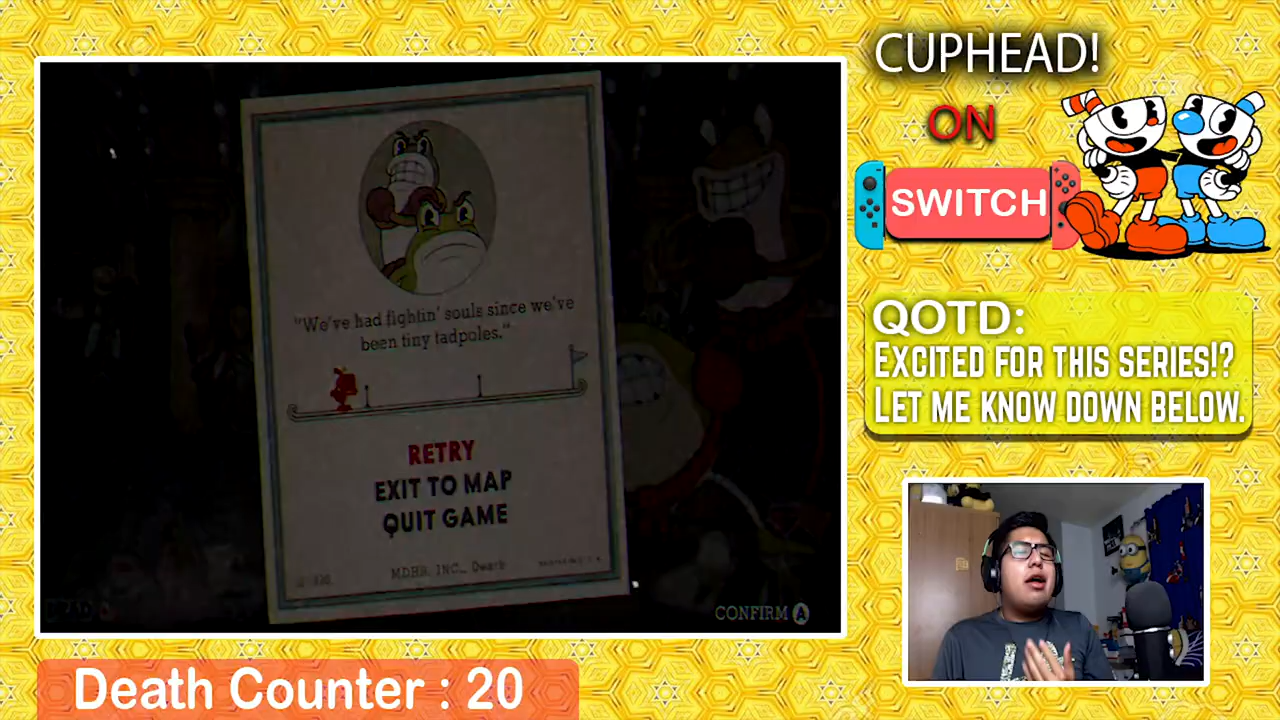 CUPHEAD!
ON
SWITCH
"We've had fightin' souls since we've
been tiny tadpoles."
RETRY
EXIT TO MAP
QUIT GAME
MDHR INC., Death
CONFIRM A
QOTD:
EXCITED FOR THIS SERIES!?
LET ME KNOW DOWN BELOW.
Death Counter : 20